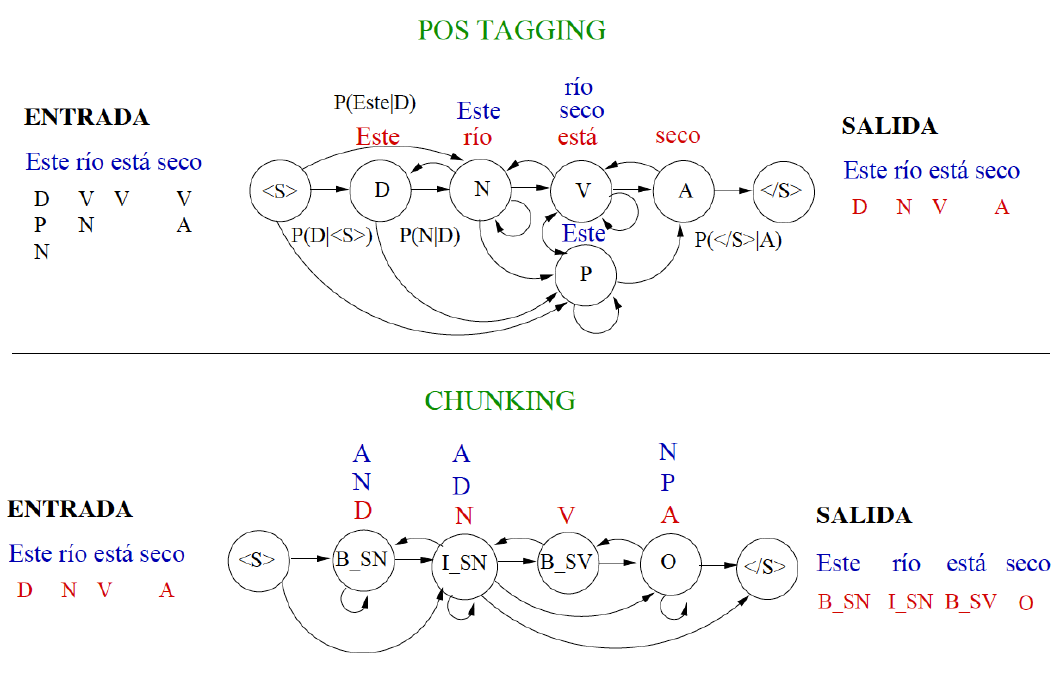 POS TAGGING
ENTRADA
Este río está seco
D V V V
P N A
N
P(Este|D)
Este
Este
río
río
seco
está
seco
<S>
D
N
V
A
</S>
P(D|<S>)
P(N|D)
Este
P(</S>|A)
P
SALIDA
Este río está seco
D N V A
CHUNKING
ENTRADA
Este río está seco
D N V A
A
N
D
A
D
N
V
N
P
A
<S>
B_SN
I_SN
B_SV
O
</S>
SALIDA
Este río está seco
B_SN I_SN B_SV O